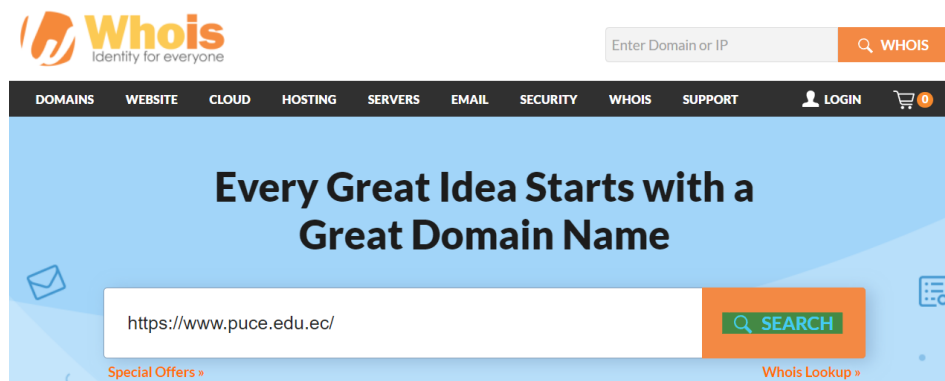 Whois
Identity for everyone
Enter Domain or IP
WHOIS
DOMAINS WEBSITE CLOUD HOSTING SERVERS EMAIL SECURITY WHOIS SUPPORT LOGIN 0
Every Great Idea Starts with a
Great Domain Name
https://www.puce.edu.ec/
SEARCH
Special Offers » Whois Lookup »